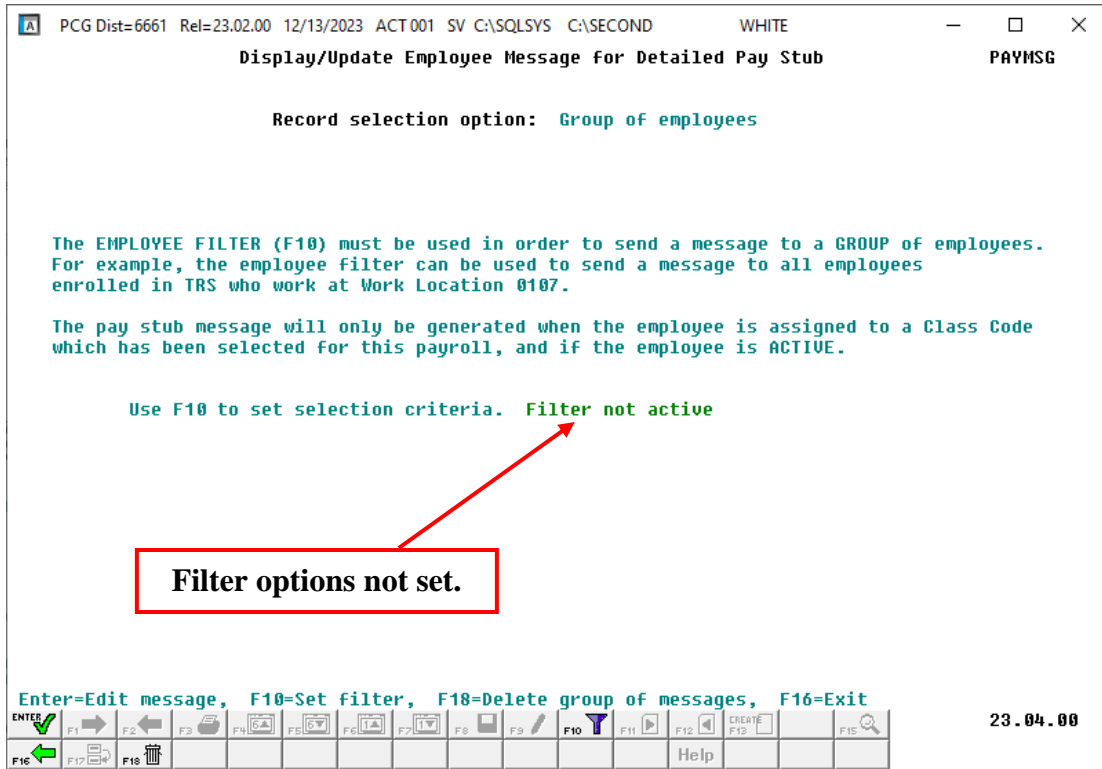 A PCG Dist=6661 Rel=23.02.00 12/13/2023 ACT 001 SV C:\SQLSYS C:\SECOND WHITE
Display/Update Employee Message for Detailed Pay Stub PAYMSG
Record selection option: Group of employees
The EMPLOYEE FILTER (F10) must be used in order to send a message to a GROUP of employees.
For example, the employee filter can be used to send a message to all employees
enrolled in TRS who work at Work Location 0107.
The pay stub message will only be generated when the employee is assigned to a Class Code
which has been selected for this payroll, and if the employee is ACTIVE.
Use F10 to set selection criteria. Filter not active
Filter options not set.
Enter=Edit message, F10=Set filter, F18=Delete group of messages, F16=Exit
ENTER F1 F2 F3 F4 6 F5 6 F6 1 F7 1 F8 F9 F10 F11 F12 CREATE F13 F15 23.04.00
F16 F17 F18 Help